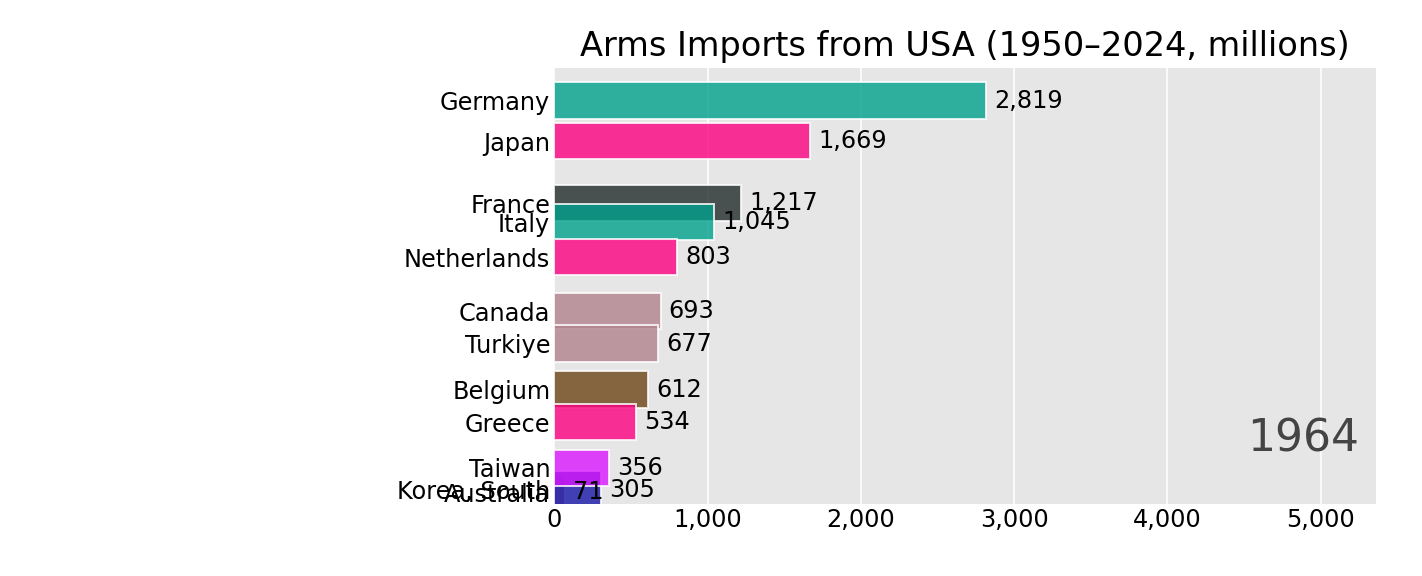 Arms Imports from USA (1950–2024, millions)
Germany 2,819
Japan 1,669
France 1,217
Italy 1,045
Netherlands 803
Canada 693
Turkiye 677
Belgium 612
Greece 534
1964
Taiwan 356
Korea, South 305
Australia 71
0 1,000 2,000 3,000 4,000 5,000